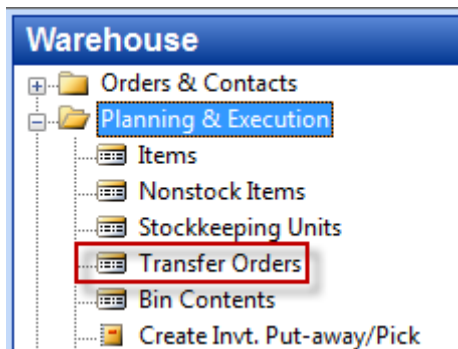 Warehouse
Orders & Contacts
Planning & Execution
Items
Nonstock Items
Stockkeeping Units
Transfer Orders
Bin Contents
Create Invt. Put-away/Pick